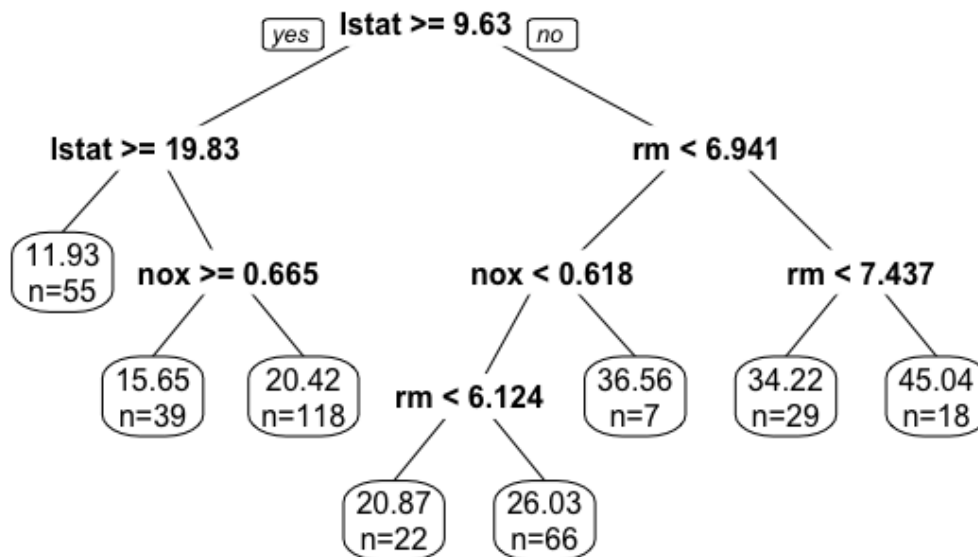 yes lstat >= 9.63 no
lstat >= 19.83 rm < 6.941
11.93
n=55
nox >= 0.665 nox < 0.618 rm < 7.437
15.65
n=39
20.42
n=118
rm < 6.124
36.56
n=7
34.22
n=29
45.04
n=18
20.87
n=22
26.03
n=66